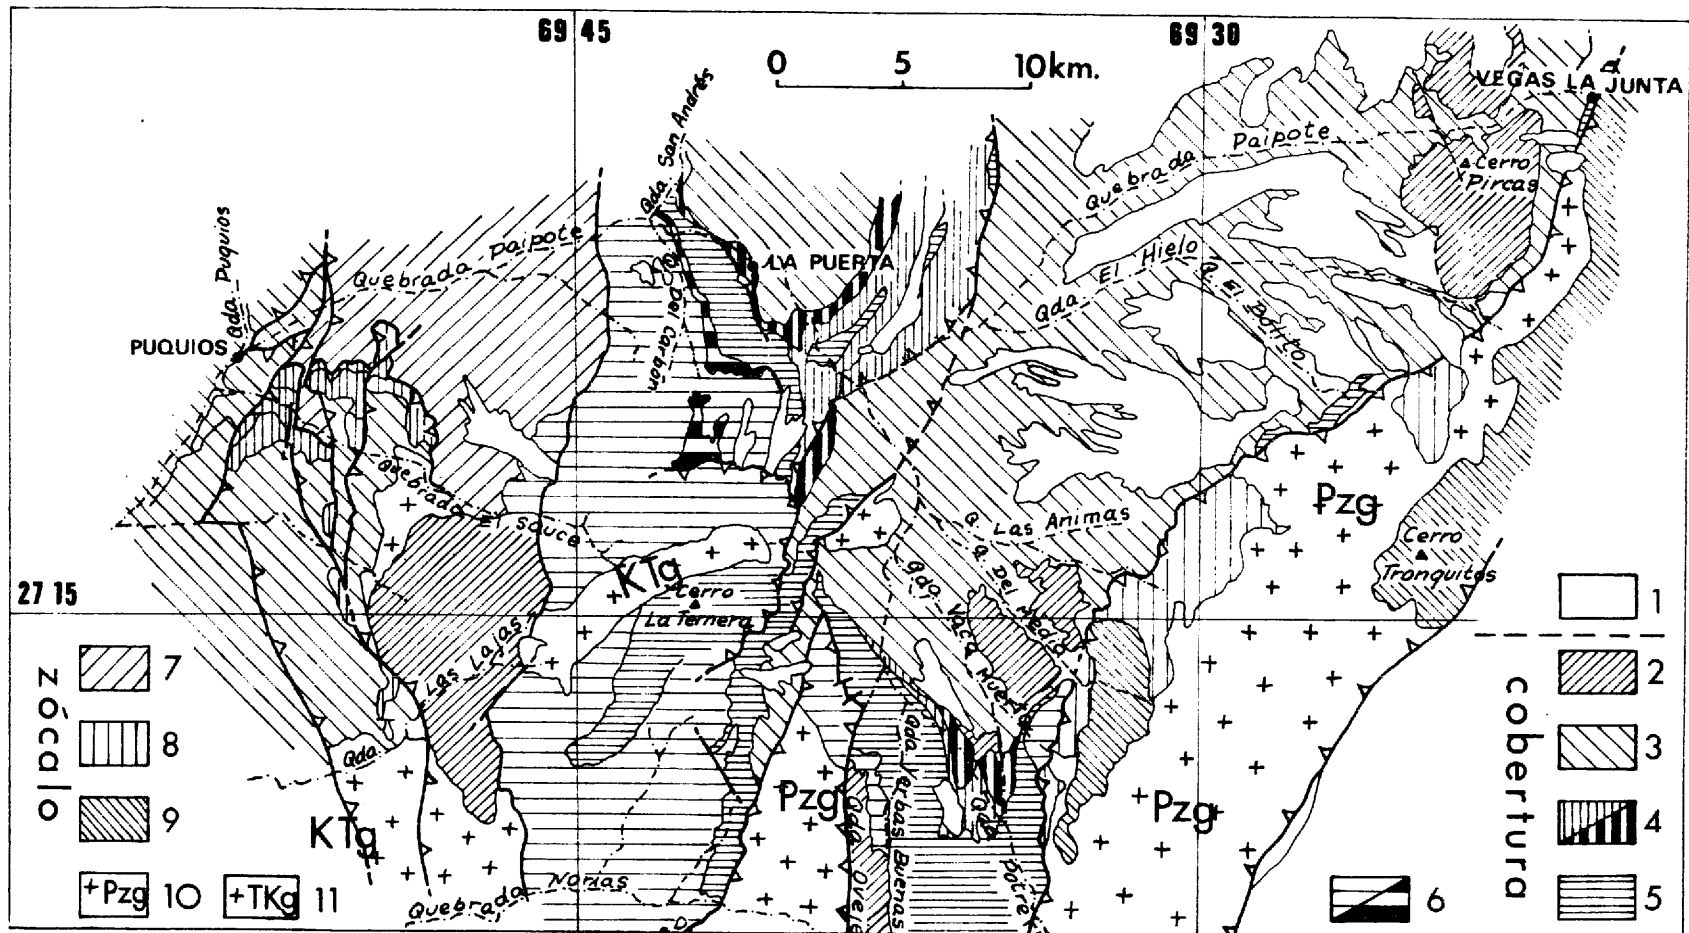 69 45
69 30
0 5 10km.
VEGAS LA JUNTA
Qda San Andrés
Quebrada Paipote
Cerro
Pircas
Qda Puquios
Quebrada Paipote
LA PUERTA
Qda El Hielo
Q. El Bolito
Q. Del Carbón
PUQUIOS
Quebrada El Sauce
Pzg
Q Las Animas
Cerro
Tronquitos
Q. Del Medio
Qda Vaca Muerta
KTg
Cerro
La Ternera
27 15
Las Lajas
Qda
zócalo
7
8
9
+Pzg 10
+TKg 11
KTg
Quebrada Norias
Pzg
Qda Yerbas Buenas
Qda
Pzg
cobertura
1
2
3
4
5
6